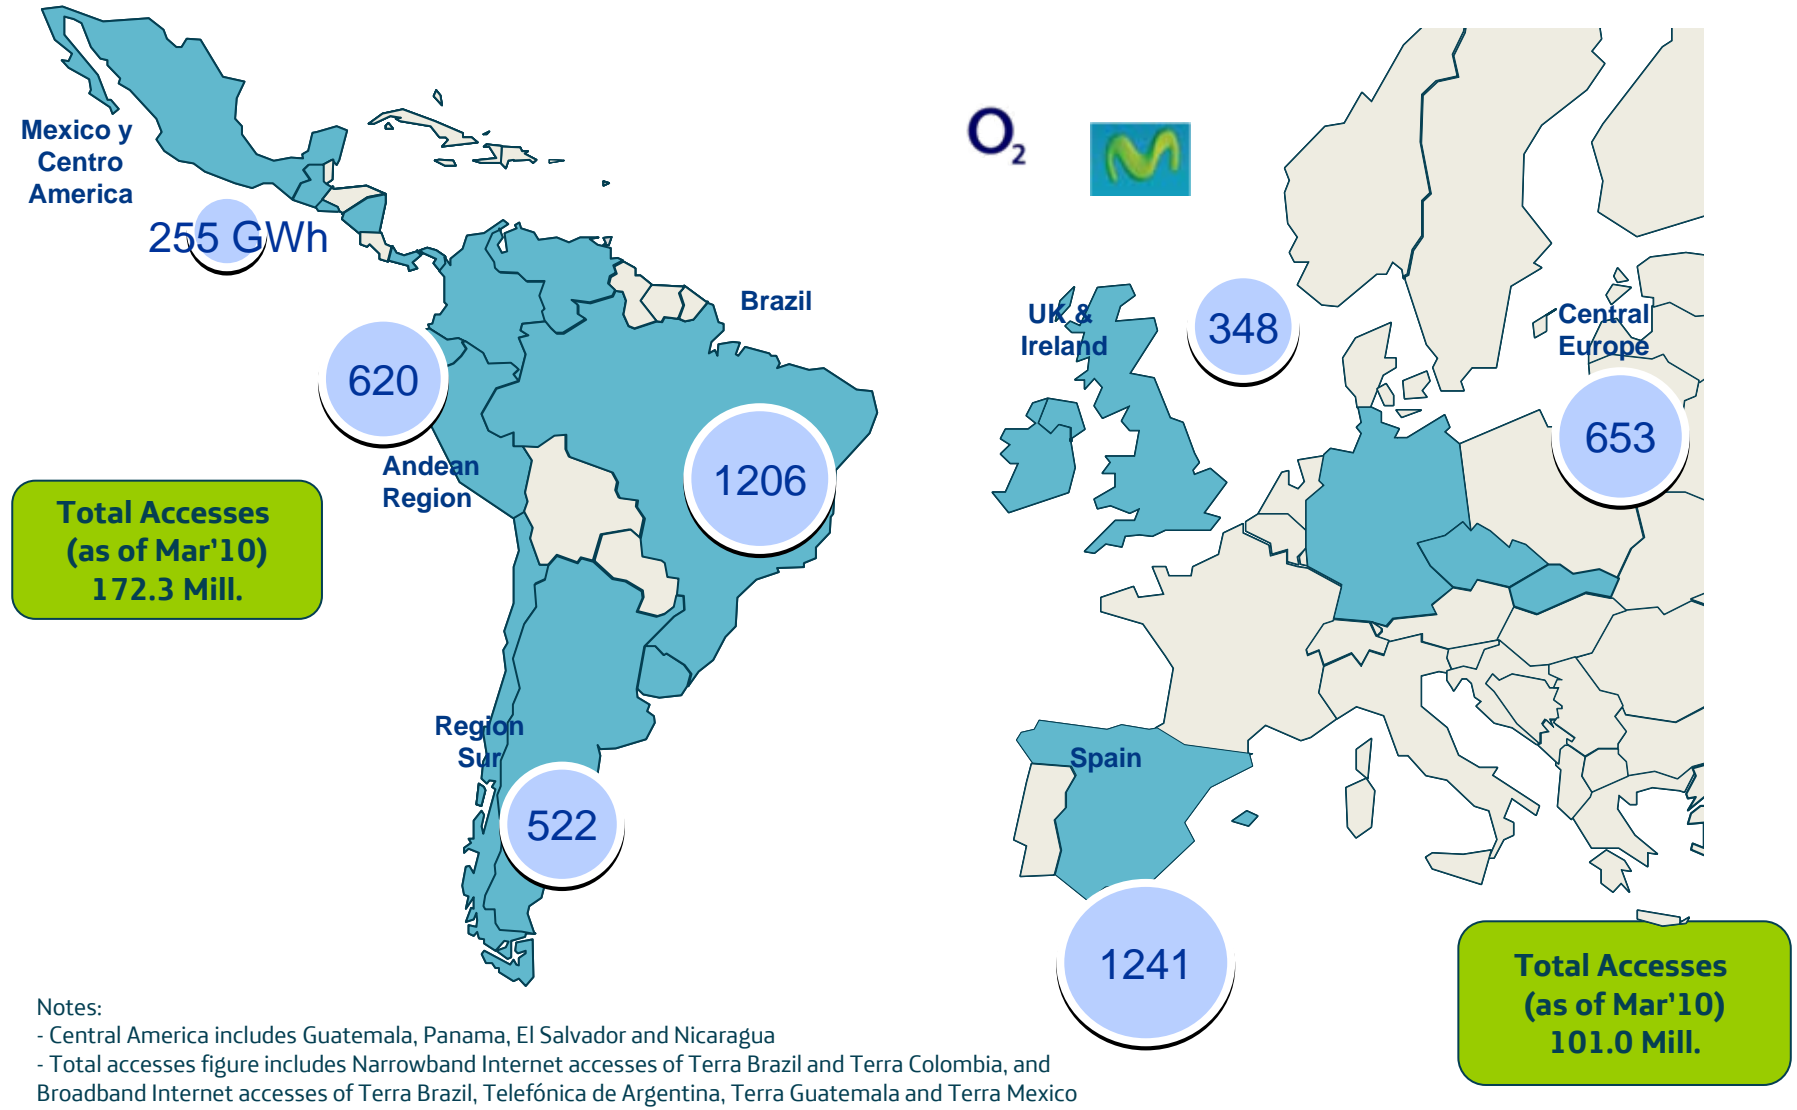 Mexico y
Centro
America
255 GWh
Brazil
620
1206
Andean
Region
Total Accesses
(as of Mar’10)
172.3 Mill.
Region
Sur
522
O2
UK &
Ireland
348
Central
Europe
653
Spain
1241
Total Accesses
(as of Mar’10)
101.0 Mill.
Notes:
- Central America includes Guatemala, Panama, El Salvador and Nicaragua
- Total accesses figure includes Narrowband Internet accesses of Terra Brazil and Terra Colombia, and
Broadband Internet accesses of Terra Brazil, Telefónica de Argentina, Terra Guatemala and Terra Mexico